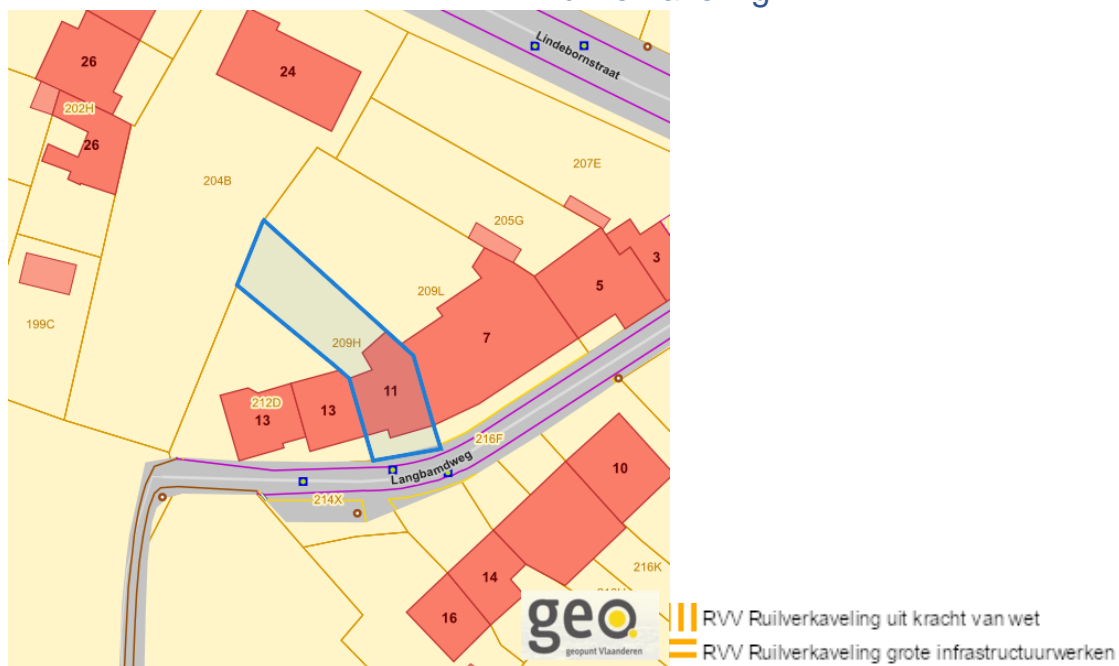 26
24
Lindebornstraat
202H
26
207E
204B
205G
3
5
209L
199C
7
209H
11
212D
13
13
216F
10
Langbamdweg
214X
216K
14
16
geo
geopunt Vlaanderen
RVV Ruilverkaveling uit kracht van wet
RVV Ruilverkaveling grote infrastructuurwerken